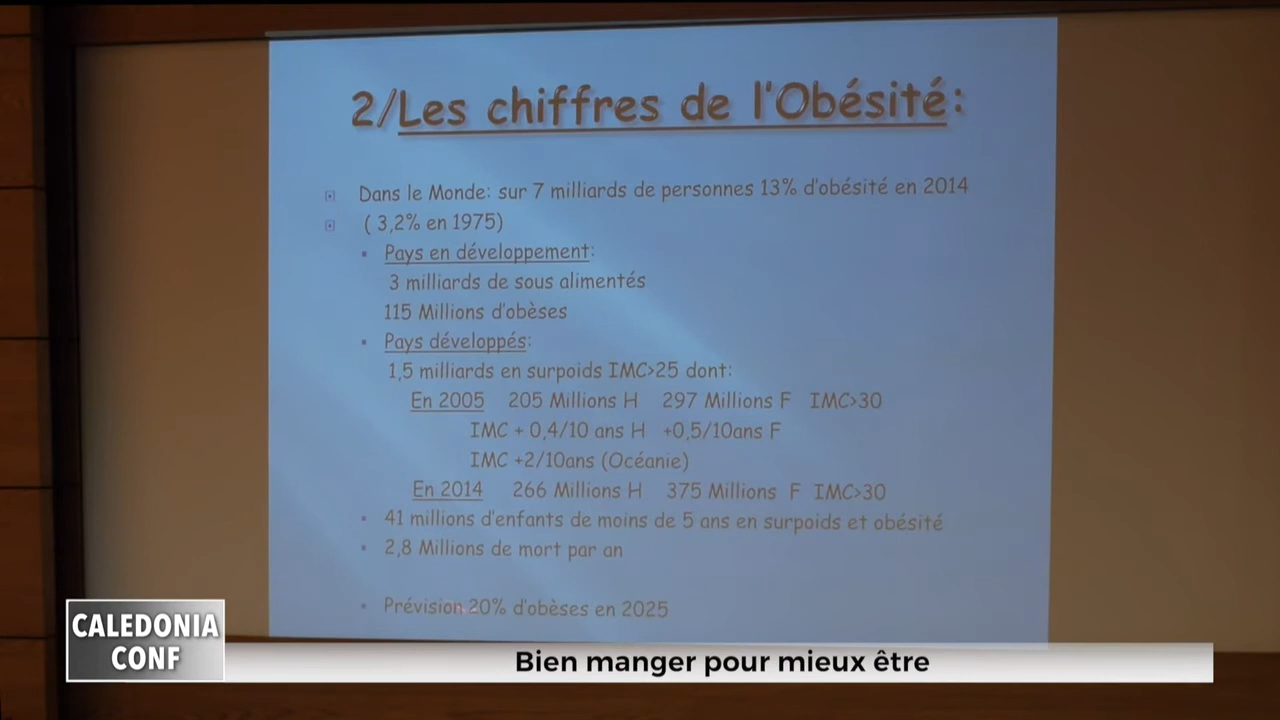 2/Les chiffres de l'Obésité:
Dans le Monde: sur 7 milliards de personnes 13% d'obésité en 2014
( 3,2% en 1975)
Pays en développement:
3 milliards de sous alimentés
115 Millions d'obèses
Pays développés:
1,5 milliards en surpoids IMC>25 dont:
En 2005 205 Millions H 297 Millions F IMC>30
IMC + 0,4/10 ans H +0,5/10ans F
IMC +2/10ans (Océanie)
En 2014 266 Millions H 375 Millions F IMC>30
41 millions d'enfants de moins de 5 ans en surpoids et obésité
2,8 Millions de mort par an
Prévision 20% d'obèses en 2025
CALEDONIA
CONF
Bien manger pour mieux être